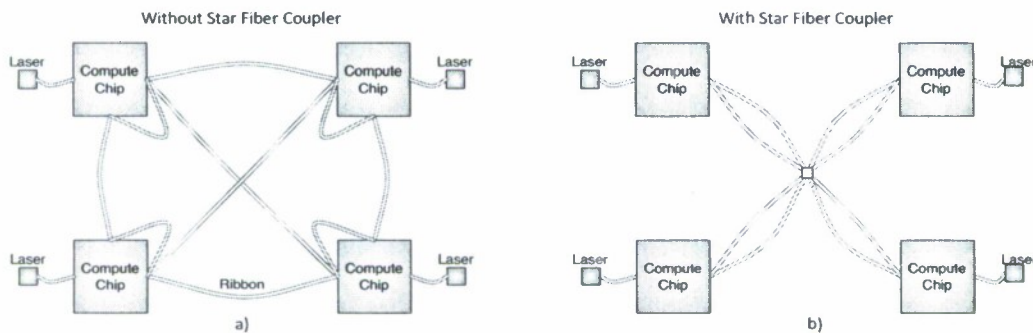 Without Star Fiber Coupler
Laser
Compute
Chip
Compute
Chip
Laser
Laser
Compute
Chip
Ribbon
Compute
Chip
Laser
a)
With Star Fiber Coupler
Laser
Compute
Chip
Compute
Chip
Laser
Laser
Compute
Chip
Compute
Chip
Laser
b)